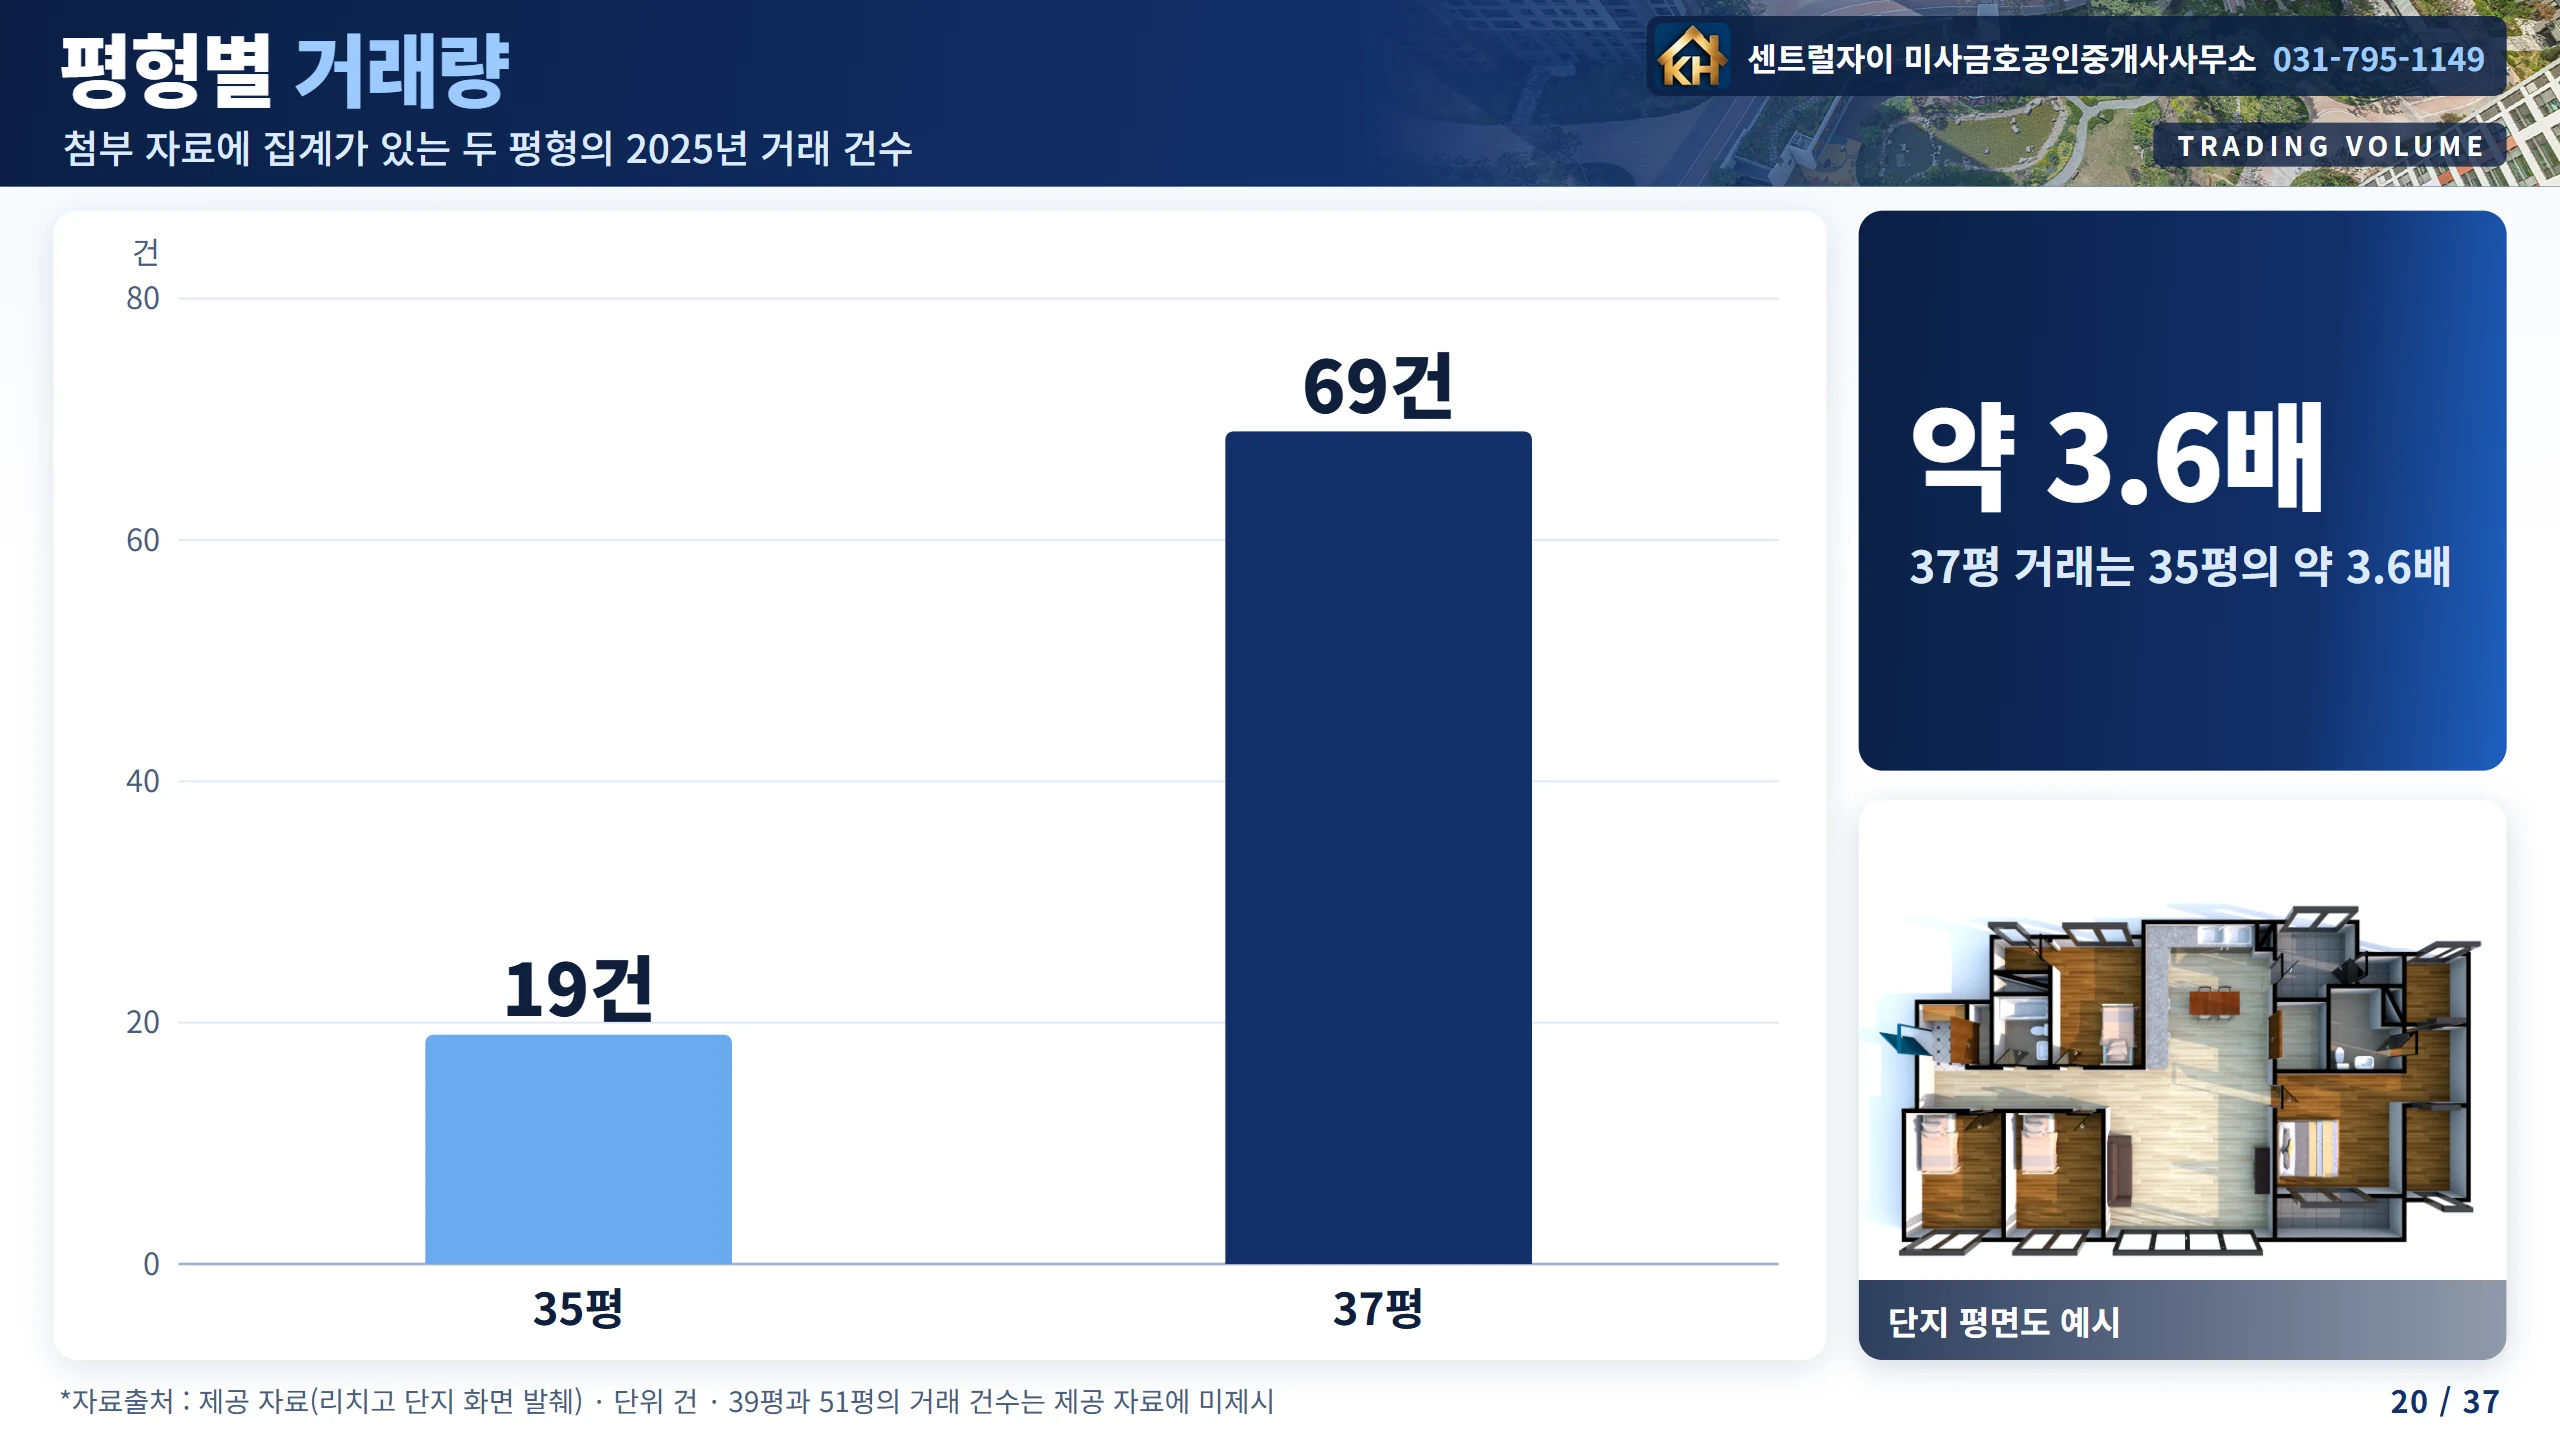 평형별 거래량
첨부 자료에 집계가 있는 두 평형의 2025년 거래 건수
KH 센트럴자이 미사금호공인중개사사무소 031-795-1149
TRADING VOLUME
건
80
60
40
20
0
19건
69건
35평
37평
약 3.6배
37평 거래는 35평의 약 3.6배
단지 평면도 예시
*자료출처 : 제공 자료(리치고 단지 화면 발췌) · 단위 건 · 39평과 51평의 거래 건수는 제공 자료에 미제시
20 / 37